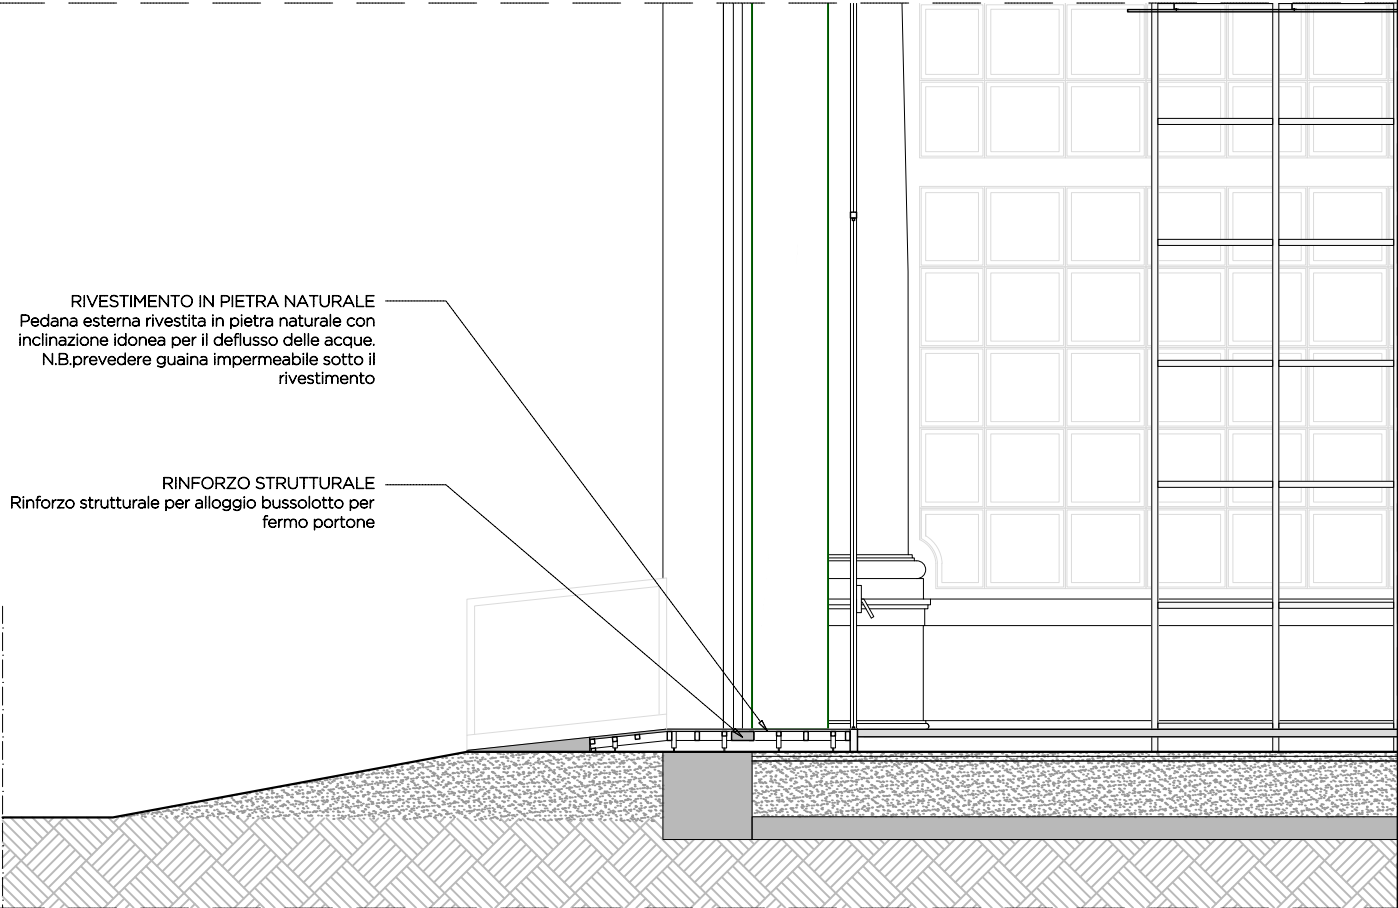 RIVESTIMENTO IN PIETRA NATURALE
Pedana esterna rivestita in pietra naturale con
inclinazione idonea per il deflusso delle acque.
N.B.prevedere guaina impermeabile sotto il
rivestimento
RINFORZO STRUTTURALE
Rinforzo strutturale per alloggio bussolotto per
fermo portone